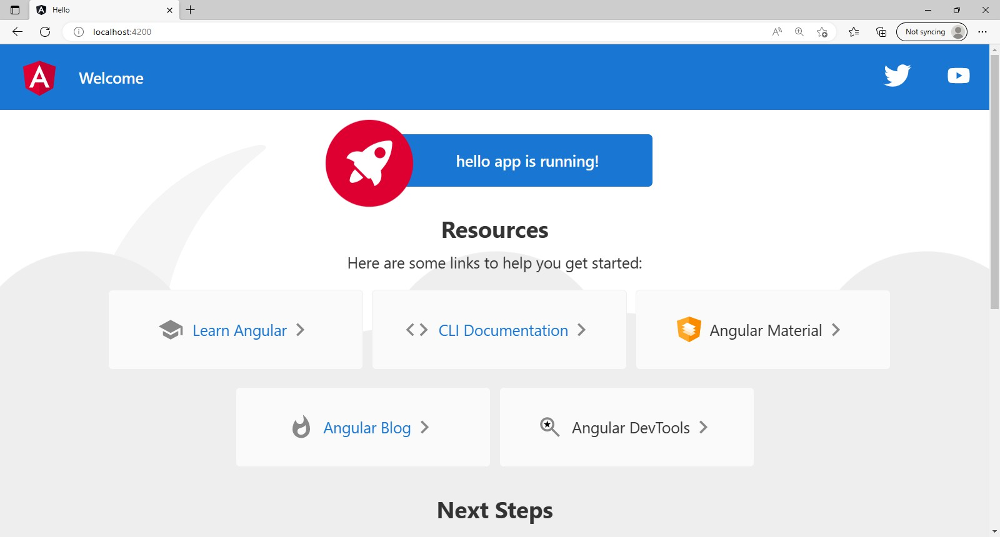 Hello
localhost:4200
Not syncing
Welcome
hello app is running!
Resources
Here are some links to help you get started:
Learn Angular
CLI Documentation
Angular Material
Angular Blog
Angular DevTools
Next Steps